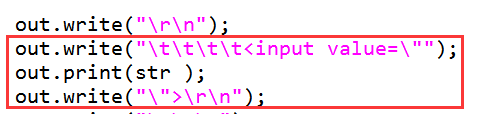 out.write("\r\n");
out.write("\t\t\t\t<input value=\"");
out.print(str );
out.write("\">\r\n");